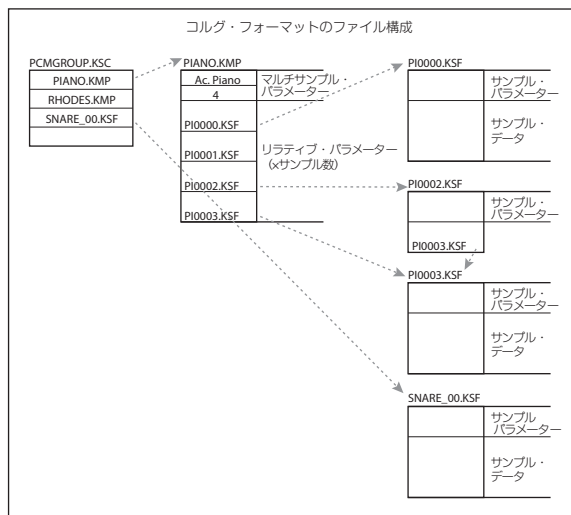 コルグ・フォーマットのファイル構成
PCMGROUP.KSC
PIANO.KMP
RHODES.KMP
SNARE_00.KSF
PIANO.KMP
Ac. Piano
4
マルチサンプル・
パラメーター
PI0000.KSF
PI0001.KSF
PI0002.KSF
PI0003.KSF
リラティブ・パラメーター
(×サンプル数)
PI0000.KSF
サンプル・
パラメーター
サンプル・
データ
PI0002.KSF
サンプル・
パラメーター
PI0003.KSF
PI0003.KSF
サンプル・
パラメーター
サンプル・
データ
SNARE_00.KSF
サンプル
パラメーター
サンプル・
データ